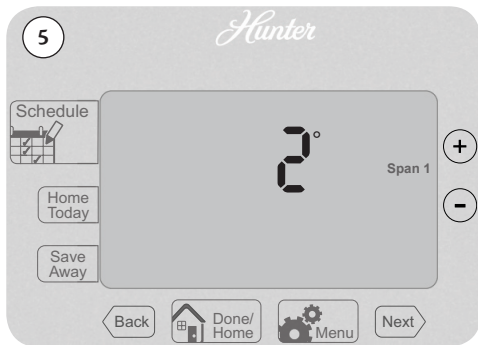 5
Hunter
Schedule
2°
Span 1
+
-
Home
Today
Save
Away
Back
Done/
Home
Menu
Next